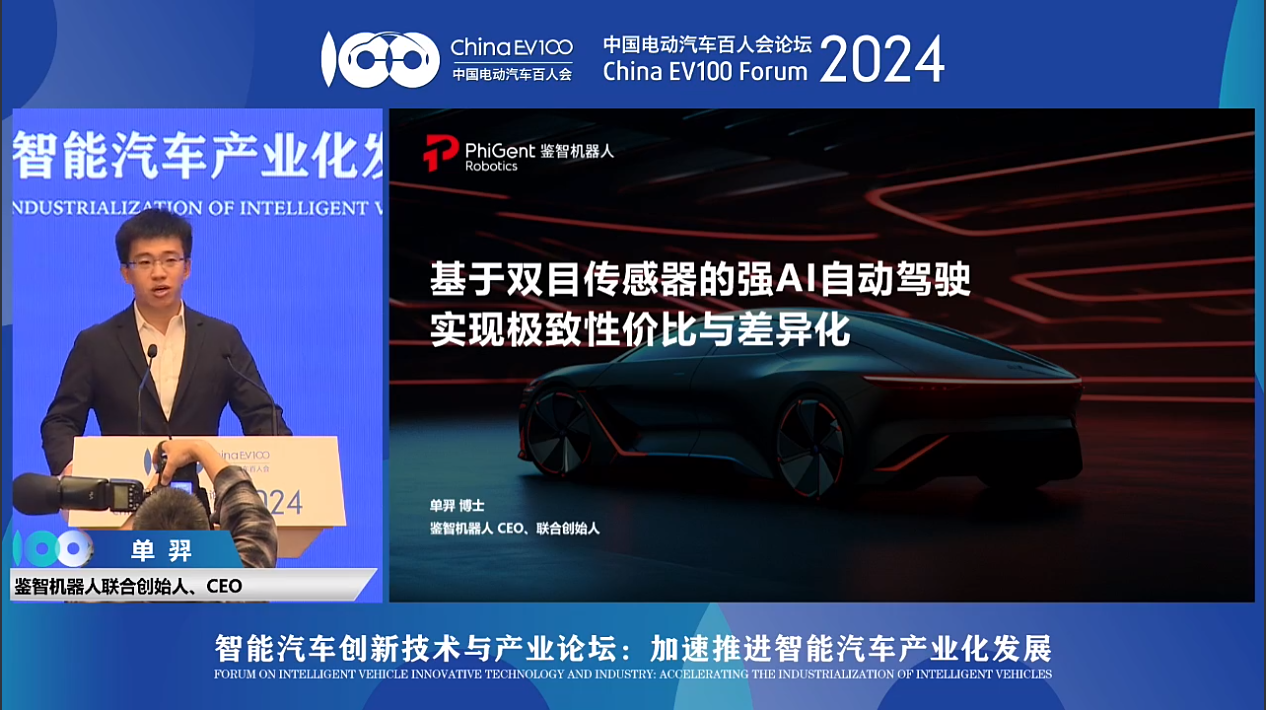 China EV100
中国电动汽车百人会
中国电动汽车百人会论坛
China EV100 Forum
2024
智能汽车产业化发
NDUSTRIALIZATION OF INTELLIGENT V
PhiGent 鉴智机器人
Robotics
基于双目传感器的强AI自动驾驶
实现极致性价比与差异化
单羿 博士
鉴智机器人 CEO、联合创始人
hinaEV100
024
单 羿
鉴智机器人联合创始人、CEO
智能汽车创新技术与产业论坛：加速推进智能汽车产业化发展
FORUM ON INTELLIGENT VEHICLE INNOVATIVE TECHNOLOGY AND INDUSTRY: ACCELERATING THE INDUSTRIALIZATION OF INTELLIGENT VEHICLES